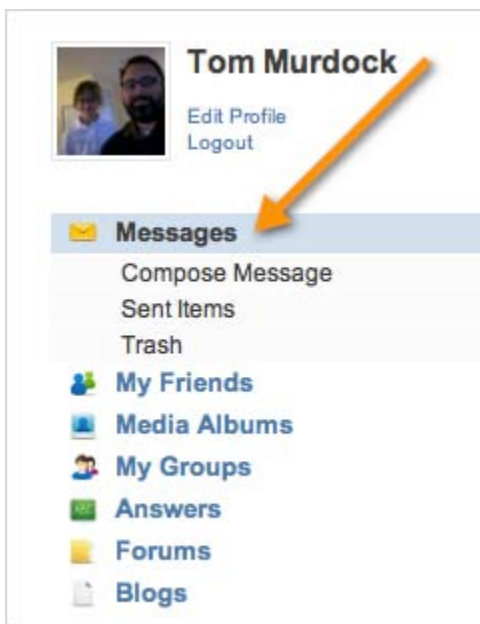 Tom Murdock
Edit Profile
Logout
Messages
Compose Message
Sent Items
Trash
My Friends
Media Albums
My Groups
Answers
Forums
Blogs